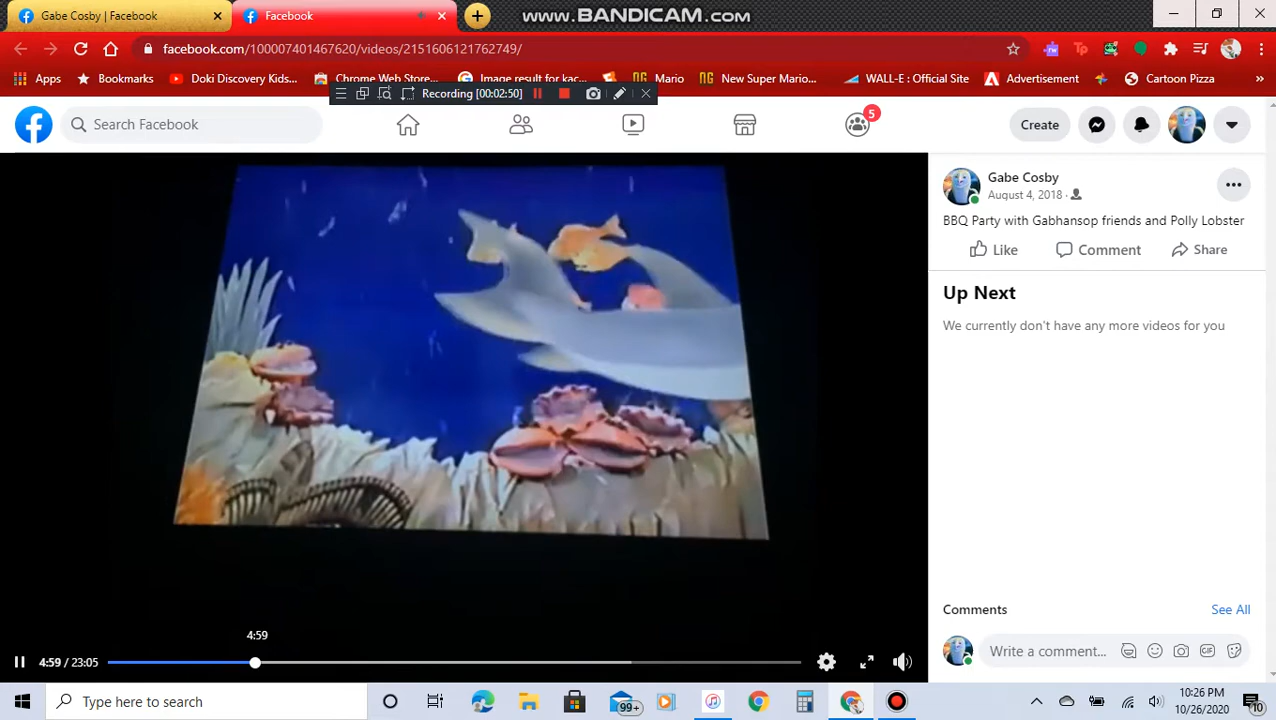 Gabe Cosby | Facebook
Facebook
www.BANDICAM.com
facebook.com/100007401467620/videos/2151606121762749/
Apps
Bookmarks
Doki Discovery Kids...
Chrome Web Store...
Image result for kac...
Mario
New Super Mario...
WALL•E : Official Site
Advertisement
Cartoon Pizza
»
Recording [00:02:50]
Search Facebook
5
Create
Gabe Cosby
August 4, 2018 ·
BBQ Party with Gabhansop friends and Polly Lobster
Like
Comment
Share
Up Next
We currently don't have any more videos for you
Comments
See All
Write a comment...
GIF
4:59
4:59 / 23:05
Type here to search
99+
10:26 PM
10/26/2020
10